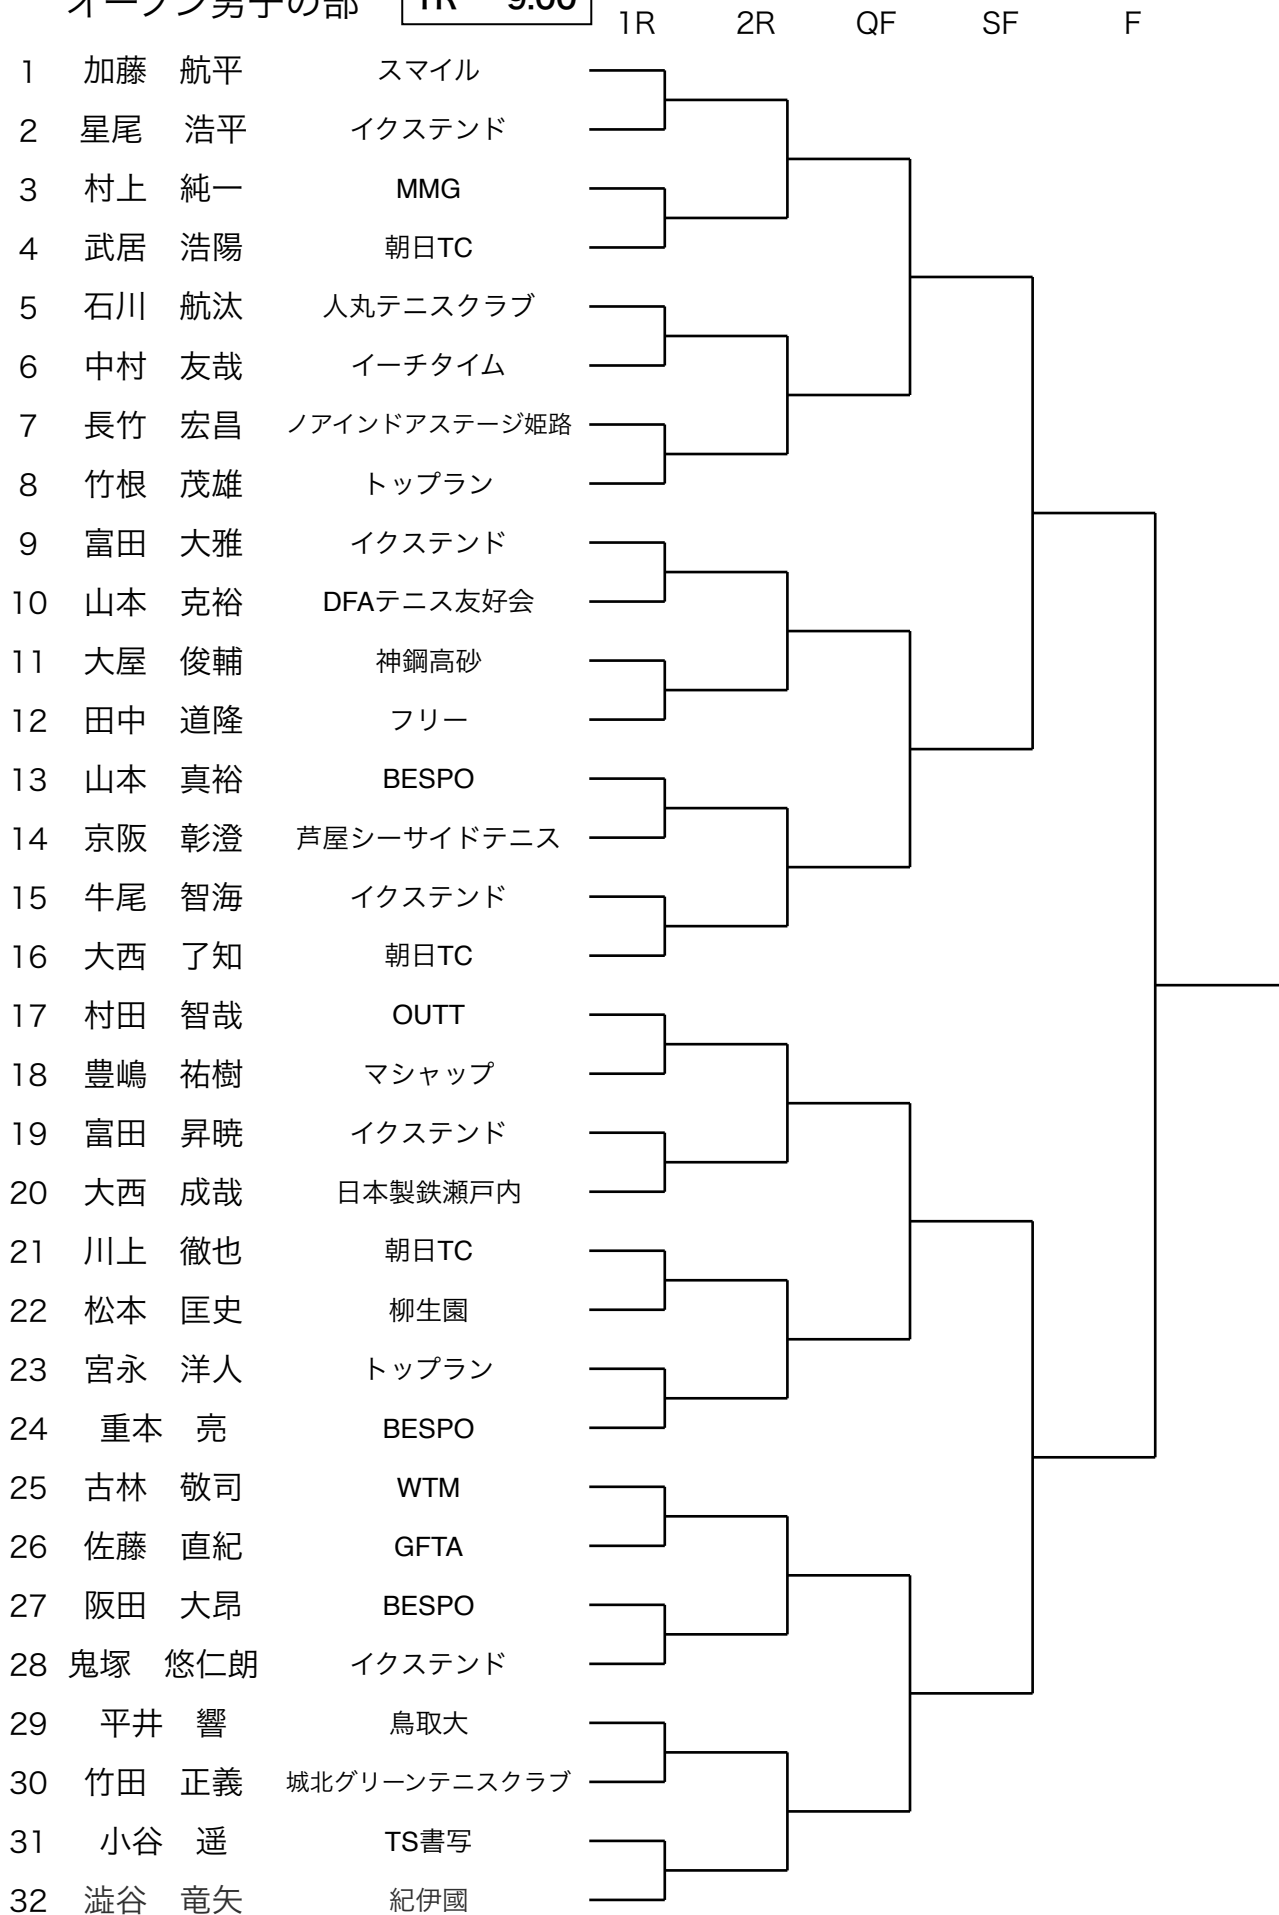 オープン男子の部 1R 9:00
1R 2R QF SF F
1 加藤 航平 スマイル
2 星尾 浩平 イクステンド
3 村上 純一 MMG
4 武居 浩陽 朝日TC
5 石川 航汰 人丸テニスクラブ
6 中村 友哉 イーチタイム
7 長竹 宏昌 ノアインドアステージ姫路
8 竹根 茂雄 トップラン
9 富田 大雅 イクステンド
10 山本 克裕 DFAテニス友好会
11 大屋 俊輔 神鋼高砂
12 田中 道隆 フリー
13 山本 真裕 BESPO
14 京阪 彰澄 芦屋シーサイドテニス
15 牛尾 智海 イクステンド
16 大西 了知 朝日TC
17 村田 智哉 OUTT
18 豊嶋 祐樹 マシャップ
19 富田 昇暁 イクステンド
20 大西 成哉 日本製鉄瀬戸内
21 川上 徹也 朝日TC
22 松本 匡史 柳生園
23 宮永 洋人 トップラン
24 重本 亮 BESPO
25 古林 敬司 WTM
26 佐藤 直紀 GFTA
27 阪田 大昂 BESPO
28 鬼塚 悠仁朗 イクステンド
29 平井 響 鳥取大
30 竹田 正義 城北グリーンテニスクラブ
31 小谷 遥 TS書写
32 澁谷 竜矢 紀伊國